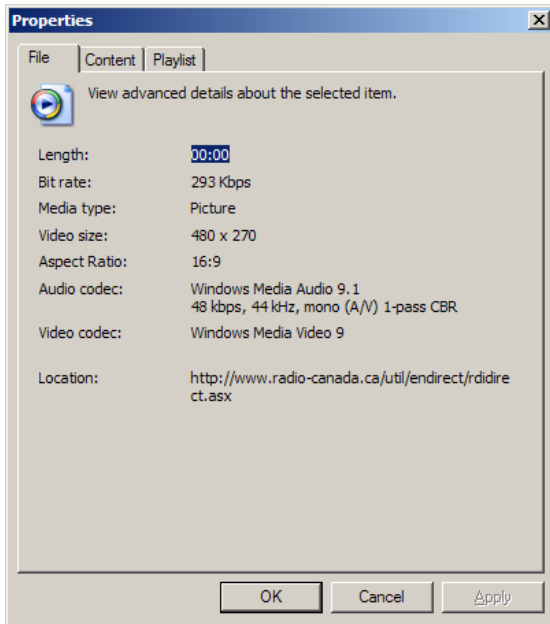 Properties
File Content Playlist
View advanced details about the selected item.
Length: 00:00
Bit rate: 293 Kbps
Media type: Picture
Video size: 480 x 270
Aspect Ratio: 16:9
Audio codec: Windows Media Audio 9.1
48 kbps, 44 kHz, mono (A/V) 1-pass CBR
Video codec: Windows Media Video 9
Location: http://www.radio-canada.ca/util/endirect/rdidire
ct.asx
OK Cancel Apply